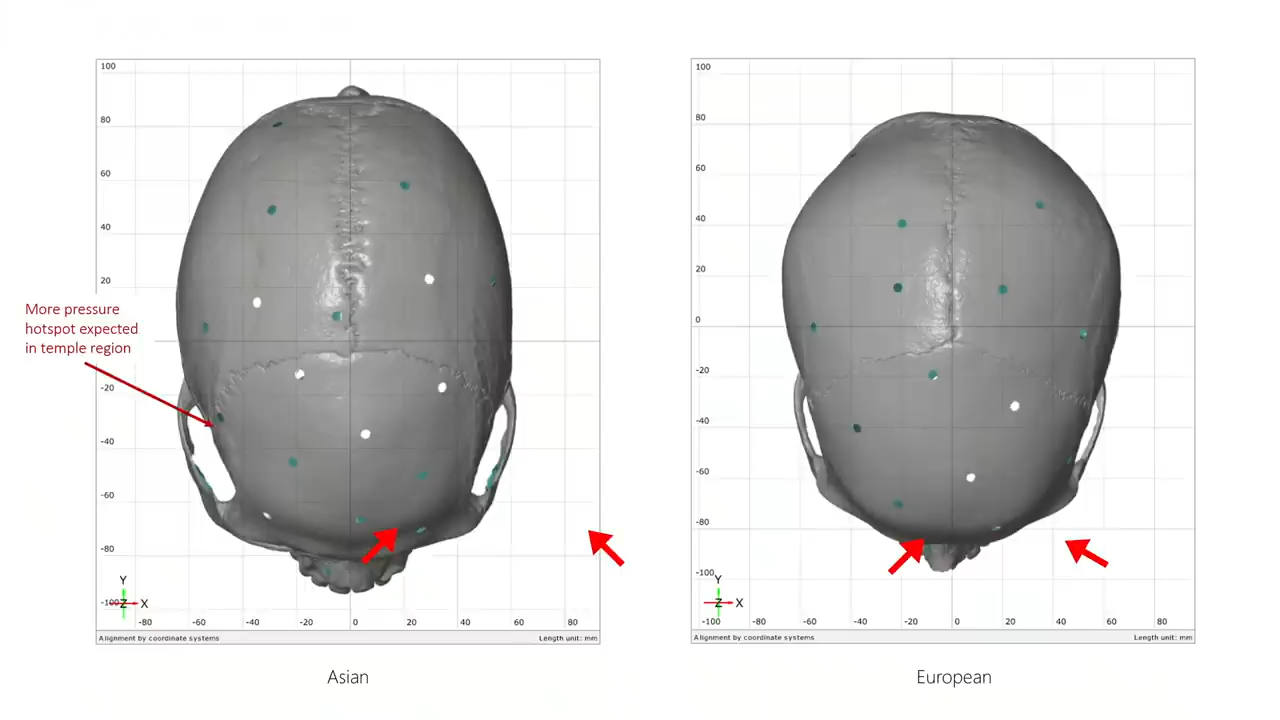 100
80
60
40
20
-20
-40
-60
-80
-100
Y
Z
X
-80
-60
-40
-20
0
20
40
60
80
Alignment by coordinate systems
Length unit: mm
More pressure
hotspot expected
in temple region
Asian
100
80
60
40
20
0
-20
-40
-60
-80
-100
Y
Z
X
-100
-80
-60
-40
-20
0
20
40
60
80
Alignment by coordinate systems
Length unit: mm
European